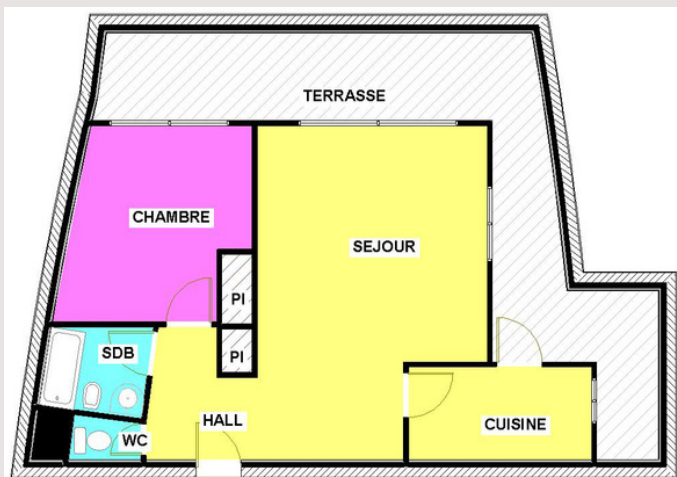 TERRASSE
CHAMBRE
SEJOUR
PI
PI
SDB
HALL
WC
CUISINE